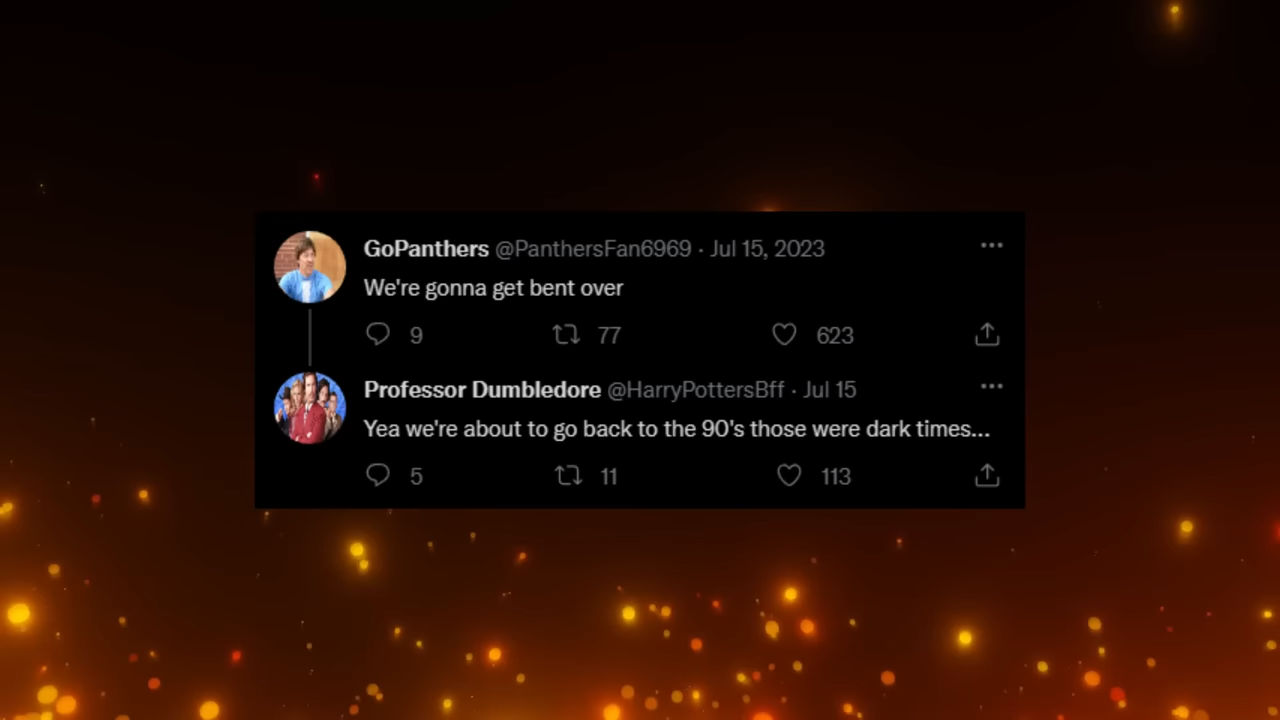 GoPanthers @PanthersFan6969 · Jul 15, 2023
We're gonna get bent over
9 77 623
Professor Dumbledore @HarryPottersBff · Jul 15
Yea we're about to go back to the 90's those were dark times...
5 11 113